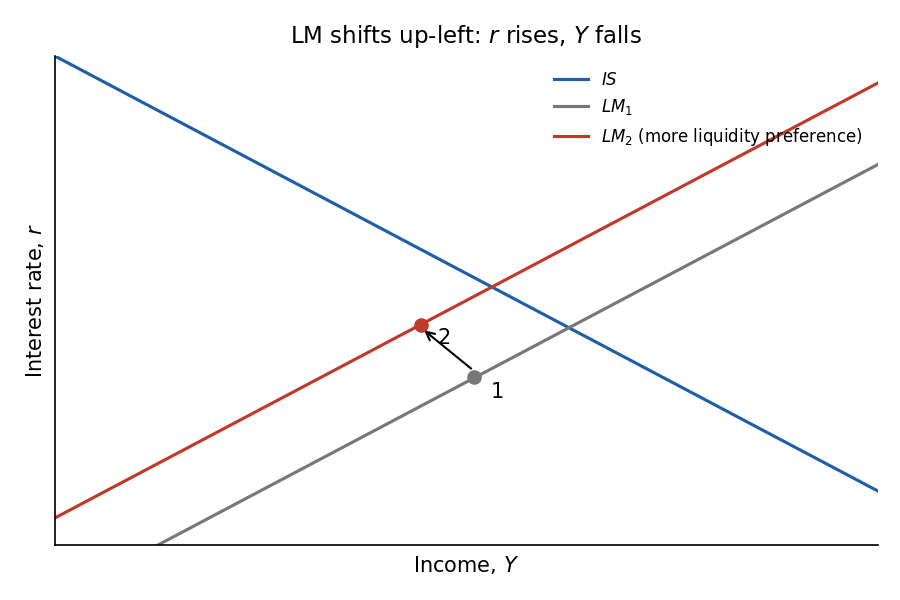 LM shifts up-left: r rises, Y falls
IS
LM₁
LM₂ (more liquidity preference)
Interest rate, r
2
1
Income, Y